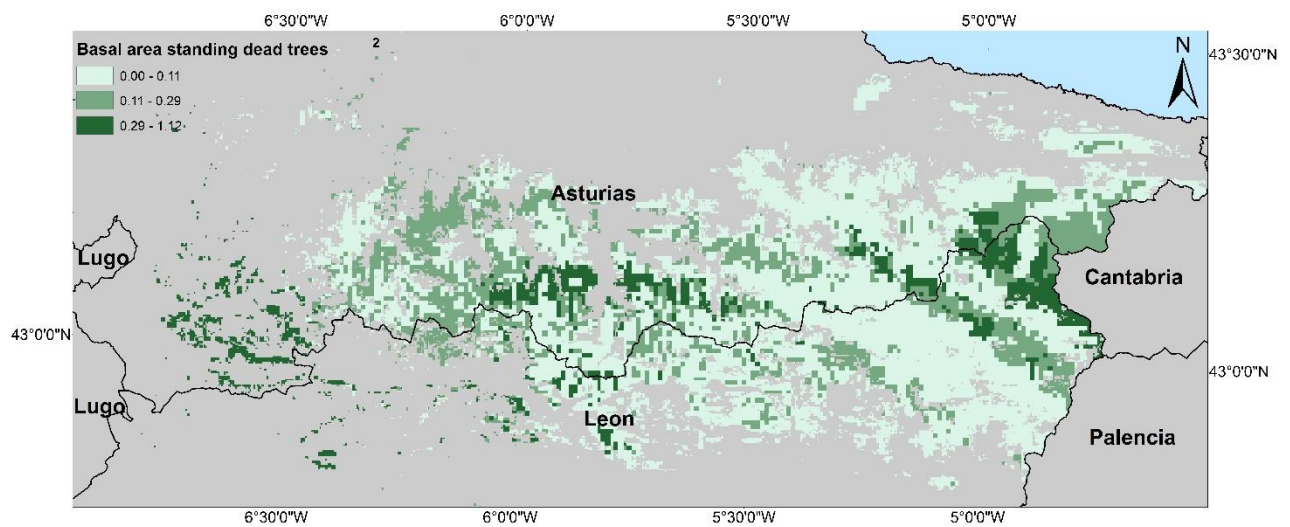 6°30'0"W 6°0'0"W 5°30'0"W 5°0'0"W
Basal area standing dead trees 2
0.00 - 0.11
0.11 - 0.29
0.29 - 1.12
N
43°30'0"N
Asturias
Lugo
Cantabria
43°0'0"N
43°0'0"N
Lugo
Leon
Palencia
6°30'0"W 6°0'0"W 5°30'0"W 5°0'0"W